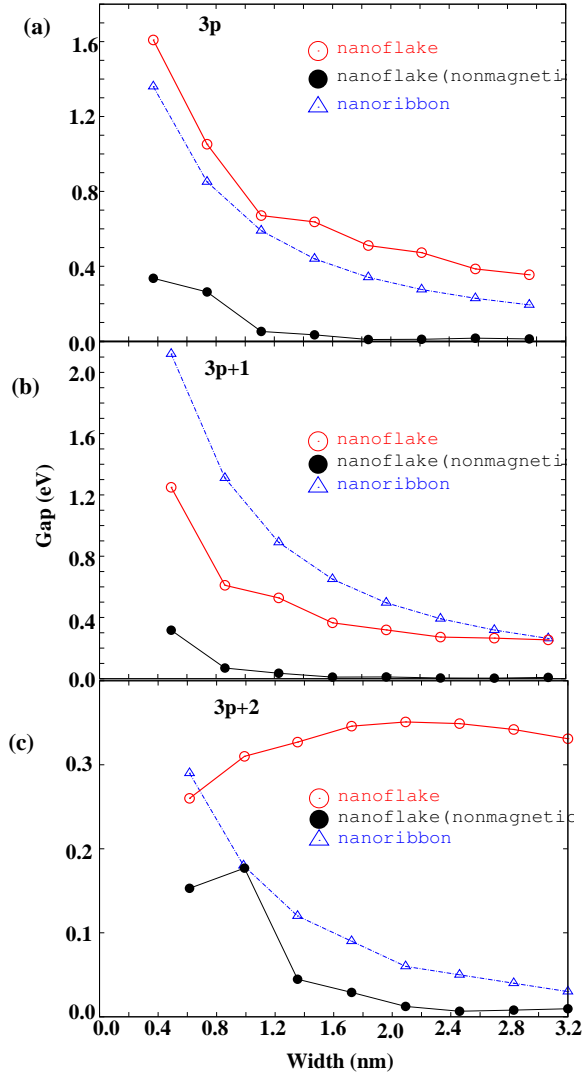 (a)
3p
1.6
1.2
0.8
0.4
0.0
nanoflake
nanoflake(nonmagnetic
nanoribbon
(b)
3p+1
2.0
1.6
1.2
0.8
0.4
0.0
Gap (eV)
nanoflake
nanoflake(nonmagnetic
nanoribbon
(c)
3p+2
0.3
0.2
0.1
0.0
nanoflake
nanoflake(nonmagnetic
nanoribbon
0.0 0.4 0.8 1.2 1.6 2.0 2.4 2.8 3.2
Width (nm)